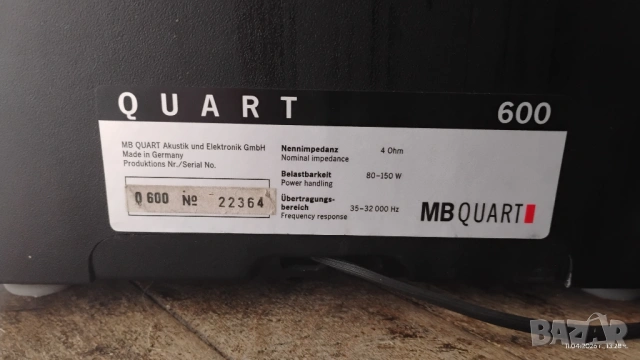 QUART 600
MB QUART Akustik und Elektronik GmbH
Made in Germany
Produktions Nr./Serial No.
Q 600 No 22364
Nennimpedanz 4 Ohm
Nominal impedance
Belastbarkeit 80-150 W
Power handling
Übertragungs-
bereich 35-32 000 Hz
Frequency response
MB QUART
BAZAR